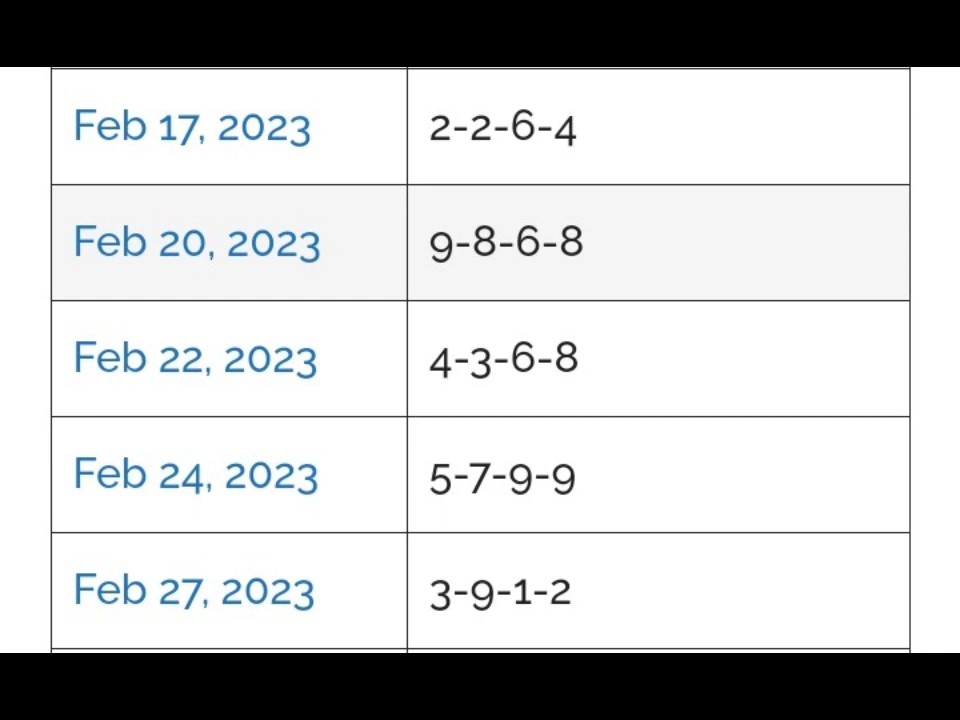 Feb 17, 2023 2-2-6-4
Feb 20, 2023 9-8-6-8
Feb 22, 2023 4-3-6-8
Feb 24, 2023 5-7-9-9
Feb 27, 2023 3-9-1-2